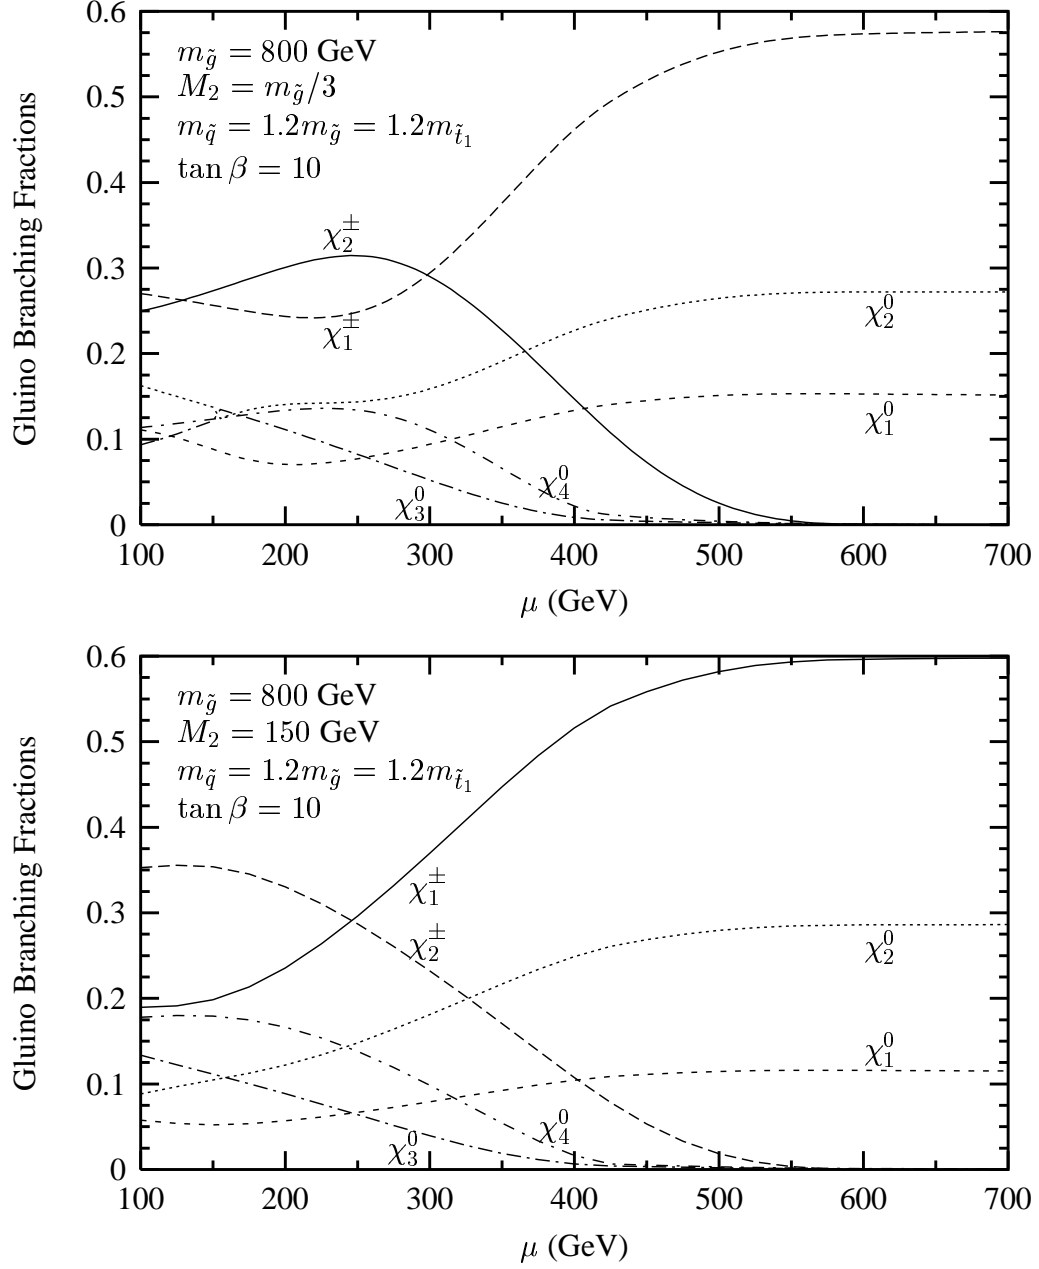 0.6
0.5
0.4
0.3
0.2
0.1
0
Gluino Branching Fractions
m_{\tilde{g}} = 800 GeV
M_2 = m_{\tilde{g}}/3
m_{\tilde{q}} = 1.2m_{\tilde{g}} = 1.2m_{\tilde{t}_1}
tan β = 10
χ_2^±
χ_1^±
χ_2^0
χ_1^0
χ_4^0
χ_3^0
100 200 300 400 500 600 700
μ (GeV)
0.6
0.5
0.4
0.3
0.2
0.1
0
Gluino Branching Fractions
m_{\tilde{g}} = 800 GeV
M_2 = 150 GeV
m_{\tilde{q}} = 1.2m_{\tilde{g}} = 1.2m_{\tilde{t}_1}
tan β = 10
χ_1^±
χ_2^±
χ_2^0
χ_1^0
χ_4^0
χ_3^0
100 200 300 400 500 600 700
μ (GeV)